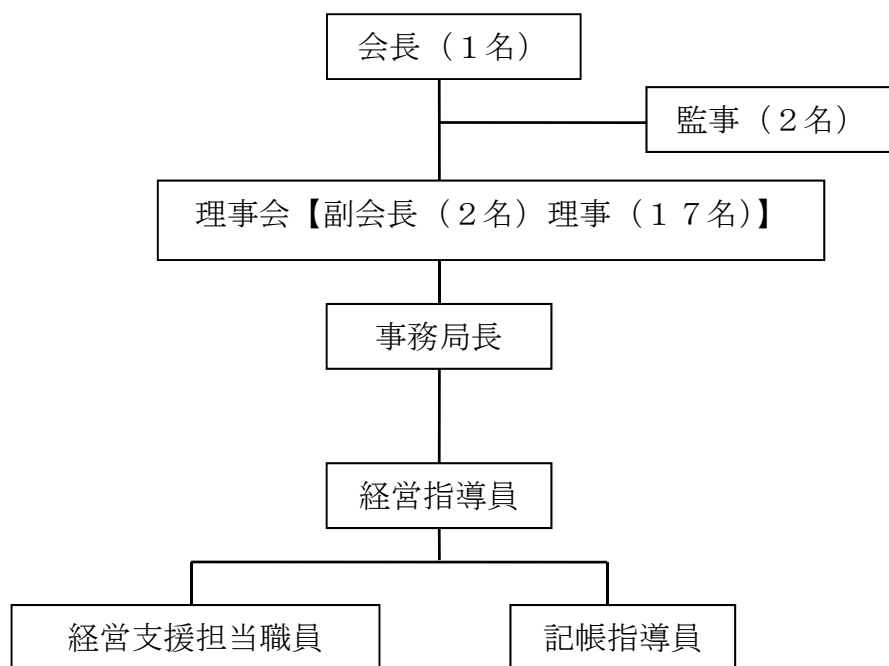 会長（１名）
監事（２名）
理事会【副会長（２名）理事（１７名）】
事務局長
経営指導員
経営支援担当職員
記帳指導員